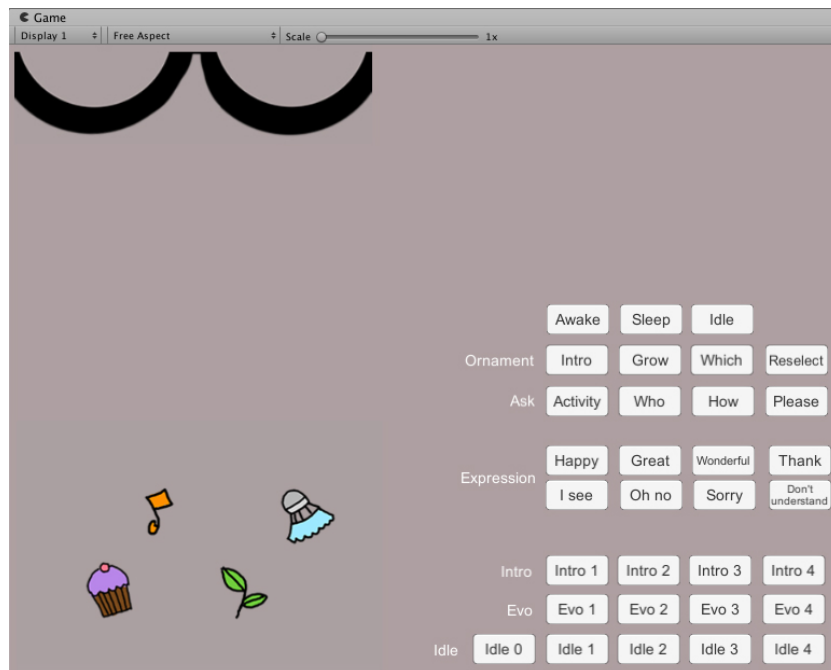 Game
Display 1 Free Aspect Scale 1x
Awake Sleep Idle
Ornament Intro Grow Which Reselect
Ask Activity Who How Please
Expression
Happy Great Wonderful Thank
I see Oh no Sorry Don't understand
Intro Intro 1 Intro 2 Intro 3 Intro 4
Evo Evo 1 Evo 2 Evo 3 Evo 4
Idle Idle 0 Idle 1 Idle 2 Idle 3 Idle 4